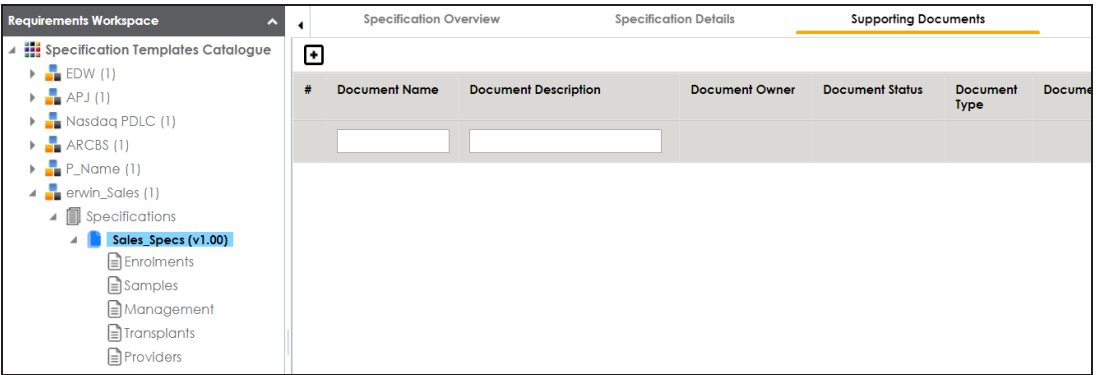 Requirements Workspace
Specification Templates Catalogue
EDW (1)
APJ (1)
Nasdaq PDLC (1)
ARCBS (1)
P_Name (1)
erwin_Sales (1)
Specifications
Sales_Specs (v1.00)
Enrolments
Samples
Management
Transplants
Providers
Specification Overview Specification Details Supporting Documents
# Document Name Document Description Document Owner Document Status Document Type Docume